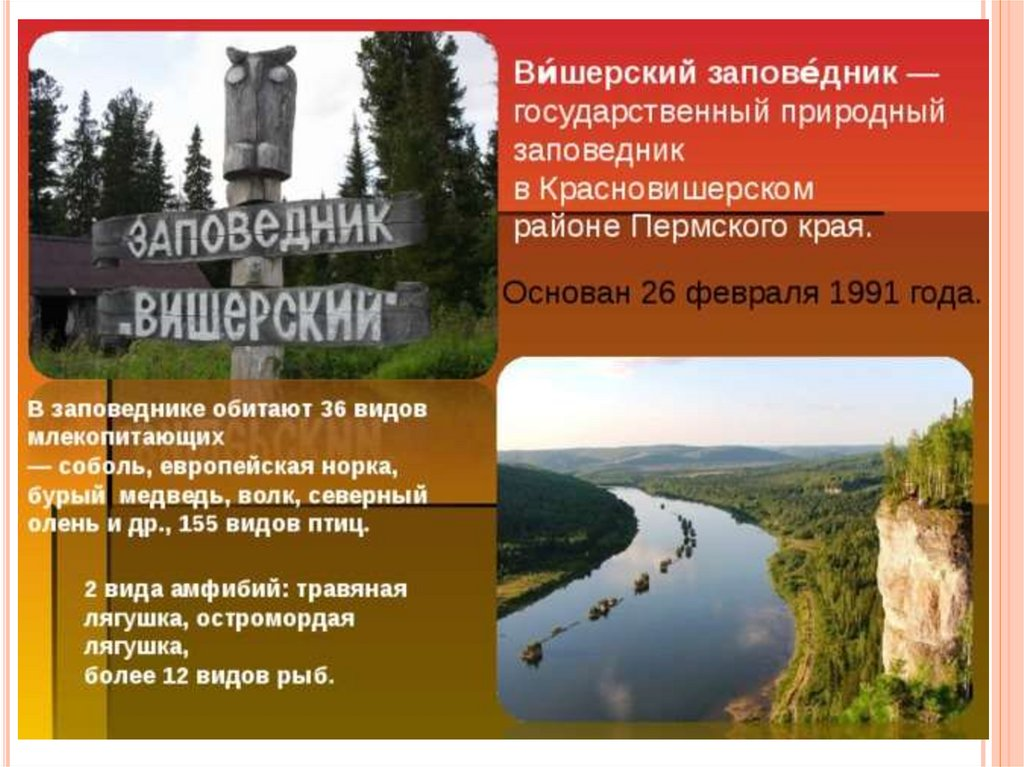 ЗАПОВЕДНИК
ВИШЕРСКИЙ
Ви́шерский запове́дник —
государственный природный
заповедник
в Красновишерском
районе Пермского края.
Основан 26 февраля 1991 года.
В заповеднике обитают 36 видов
млекопитающих
— соболь, европейская норка,
бурый медведь, волк, северный
олень и др., 155 видов птиц.
2 вида амфибий: травяная
лягушка, остромордая
лягушка,
более 12 видов рыб.